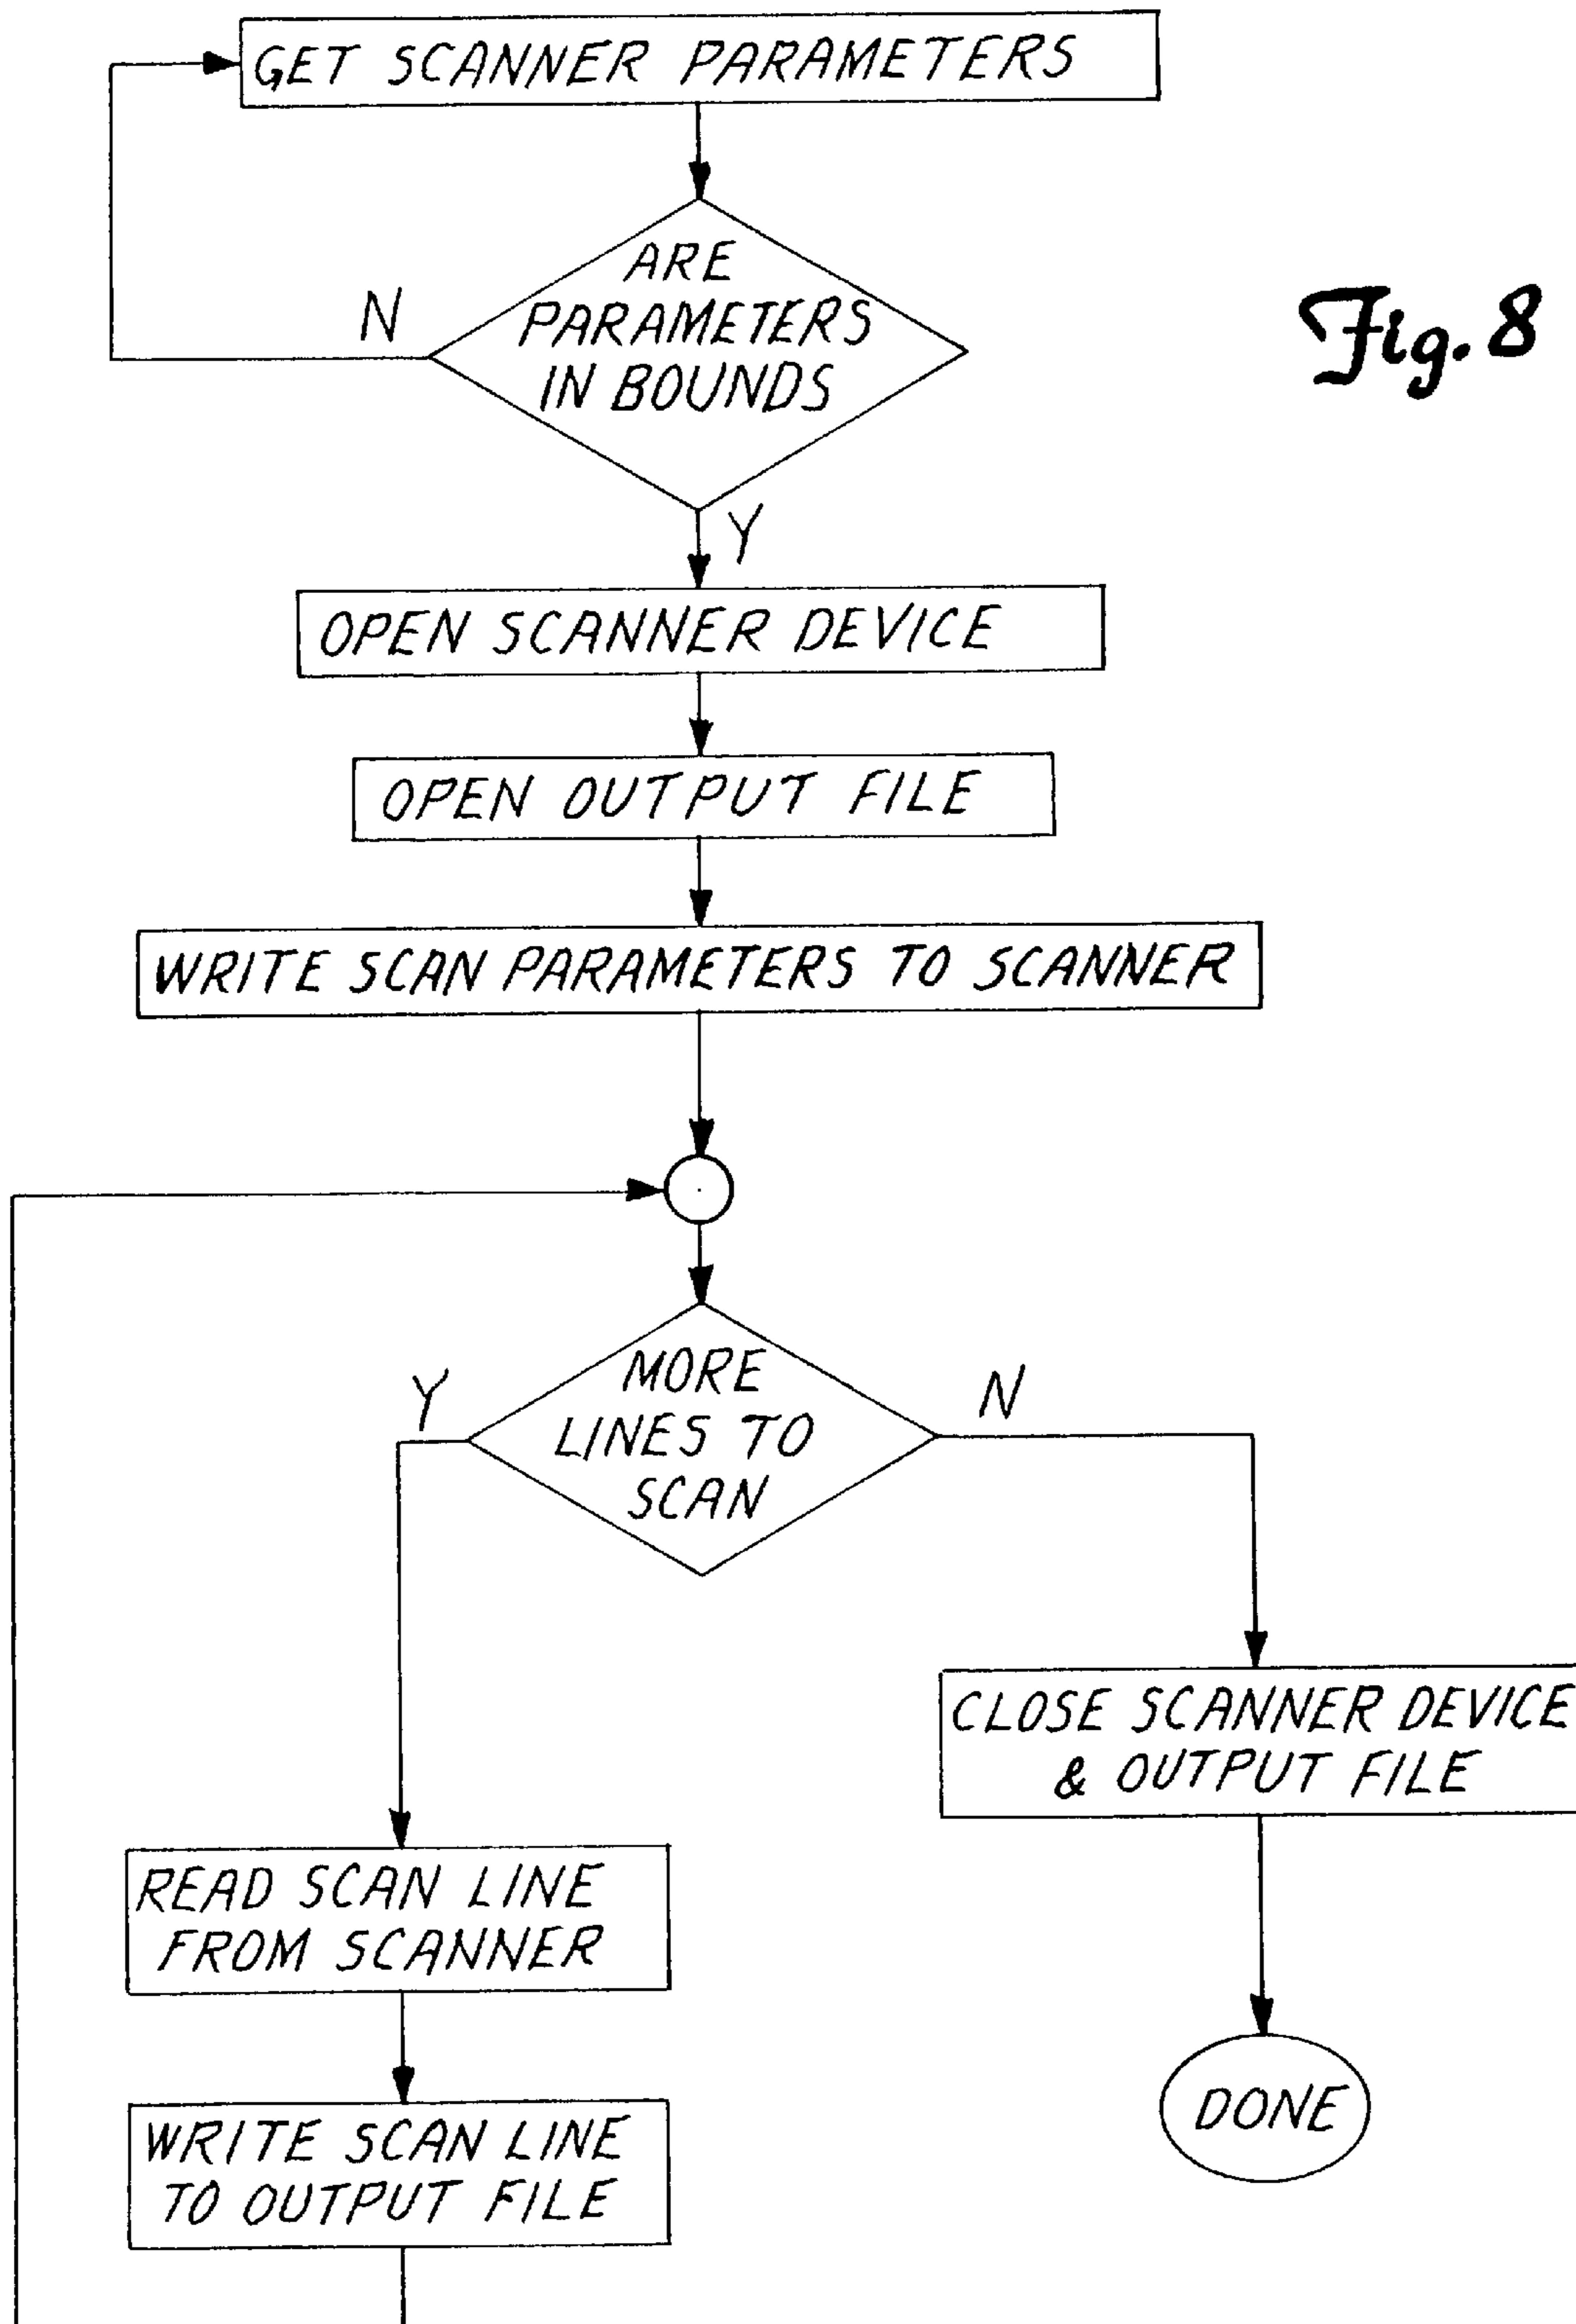 GET SCANNER PARAMETERS
ARE
PARAMETERS
IN BOUNDS
N
Fig. 8
Y
OPEN SCANNER DEVICE
OPEN OUTPUT FILE
WRITE SCAN PARAMETERS TO SCANNER
MORE
LINES TO
SCAN
Y
N
CLOSE SCANNER DEVICE
& OUTPUT FILE
READ SCAN LINE
FROM SCANNER
DONE
WRITE SCAN LINE
TO OUTPUT FILE